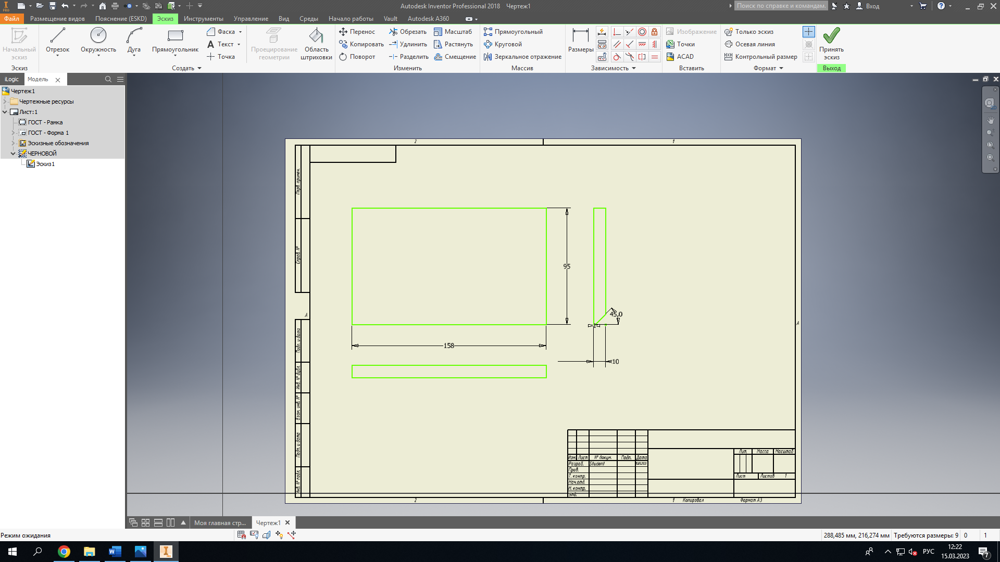 Autodesk Inventor Professional 2018 Чертеж1
Поиск по справке и командам.
Вход
PRO
Файл Размещение видов Пояснение (ESKD) Эскиз Инструменты Управление Вид Среды Начало работы Vault Autodesk A360
Начальный эскиз
Отрезок
Окружность
Дуга
Прямоугольник
Фаска
Текст
Точка
Проецирование геометрии
Область штриховки
Перенос
Копировать
Поворот
Обрезать
Удлинить
Разделить
Масштаб
Растянуть
Смещение
Прямоугольный
Круговой
Зеркальное отражение
Размеры
Изображение
Точки
ACAD
Только эскиз
Осевая линия
Контрольный размер
Принять эскиз
Эскиз Создать Изменить Массив Зависимость Вставить Формат Выход
iLogic Модель
Чертеж1
Чертежные ресурсы
Лист:1
ГОСТ - Рамка
ГОСТ - Форма 1
Эскизные обозначения
ЧЕРНОВОЙ
Эскиз1
2D
2 1
Перв. примен.
Справ. №
A
Подп. и дата
Инв. № дубл.
Взам. инв. №
Подп. и дата
Инв. № подл.
95
158
45,0
1
10
A
Изм. Лист № докум. Подп. Дата
Разраб. Student
Пров.
Т. контр.
Нач.отд.
Н. контр.
Утв.
Лит. Масса Масштаб
Лист Листов 1
2 1 Копировал Формат А3
Моя главная стр... Чертеж1
Режим ожидания
288,485 мм, 216,274 мм Требуются размеры: 9 0 1
РУС
12:22
15.03.2023
7